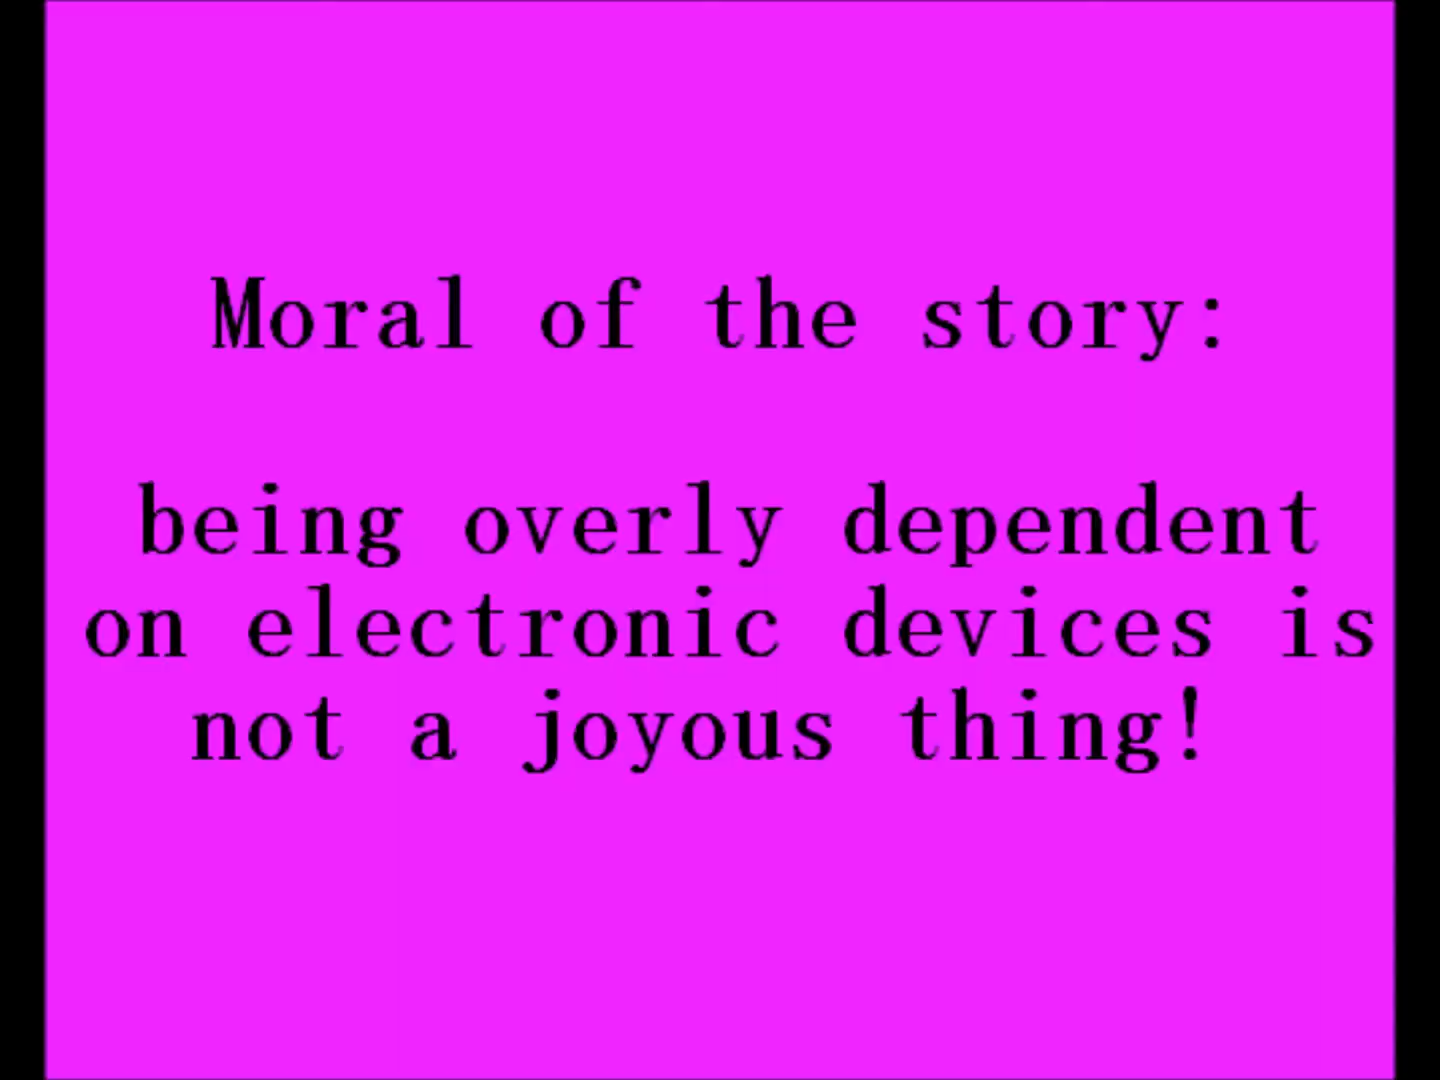 Moral of the story:
being overly dependent
on electronic devices is
not a joyous thing!